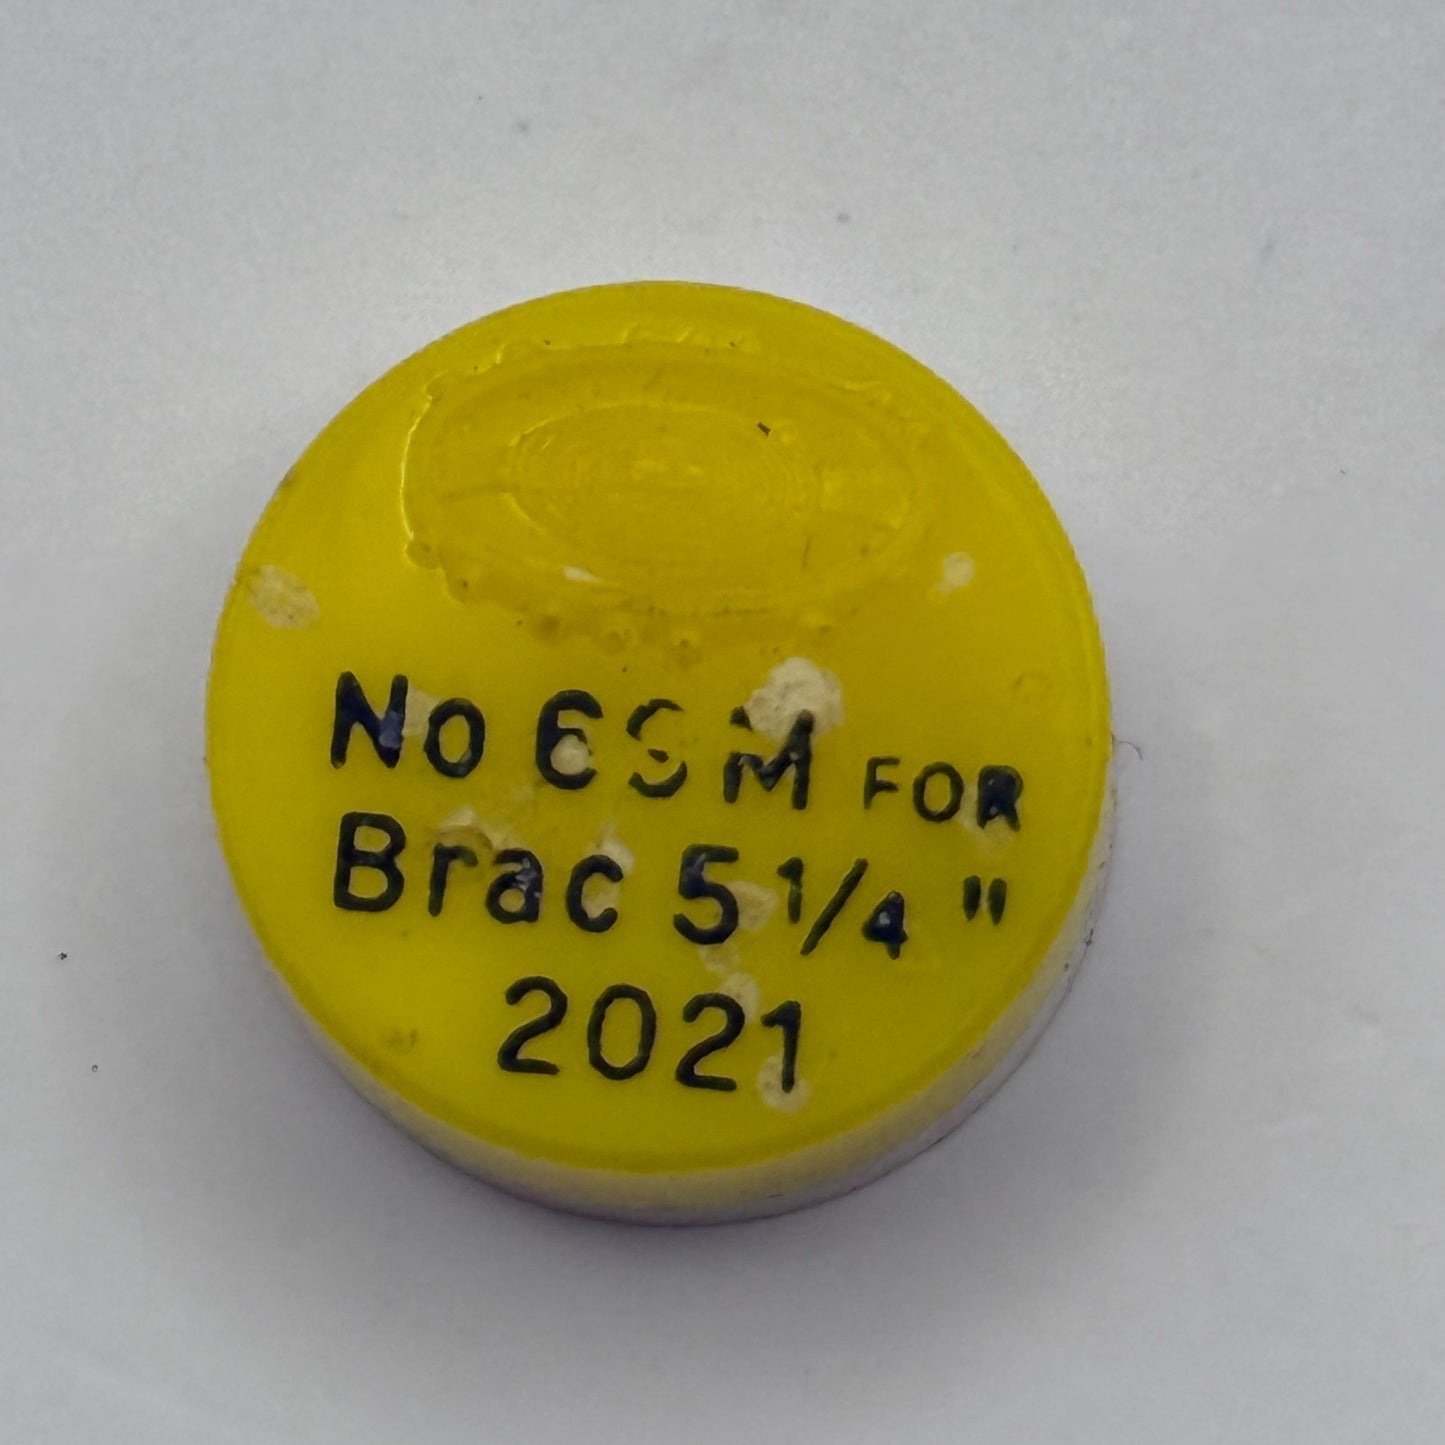 No ESM FOR
Brac 5 1/4 "
2021